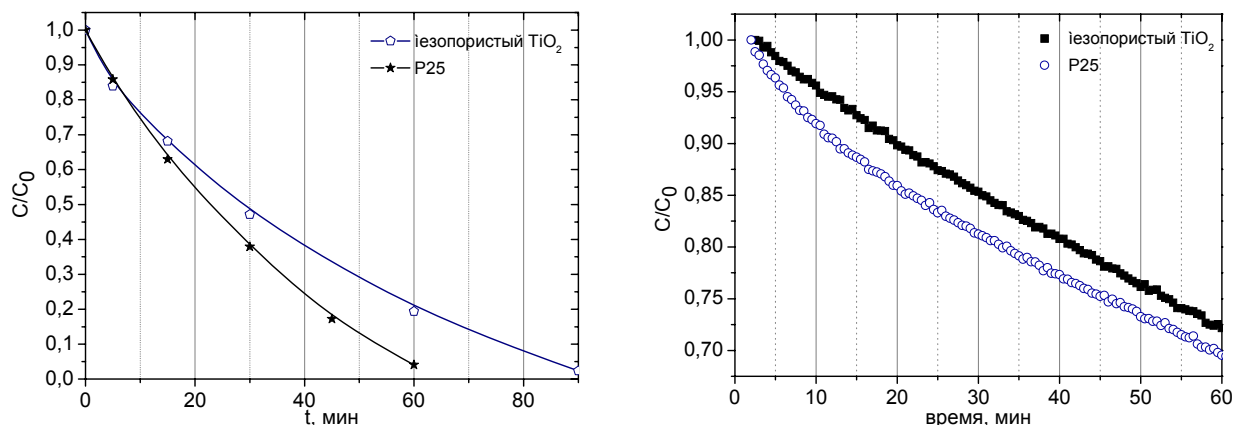 1,0
0,9
0,8
0,7
0,6
0,5
0,4
0,3
0,2
0,1
0,0
C/C0
0 20 40 60 80
t, мин
ìезопористый TiO2
P25
1,00
0,95
0,90
0,85
0,80
0,75
0,70
C/C0
0 10 20 30 40 50 60
время, мин
ìезопористый TiO2
P25